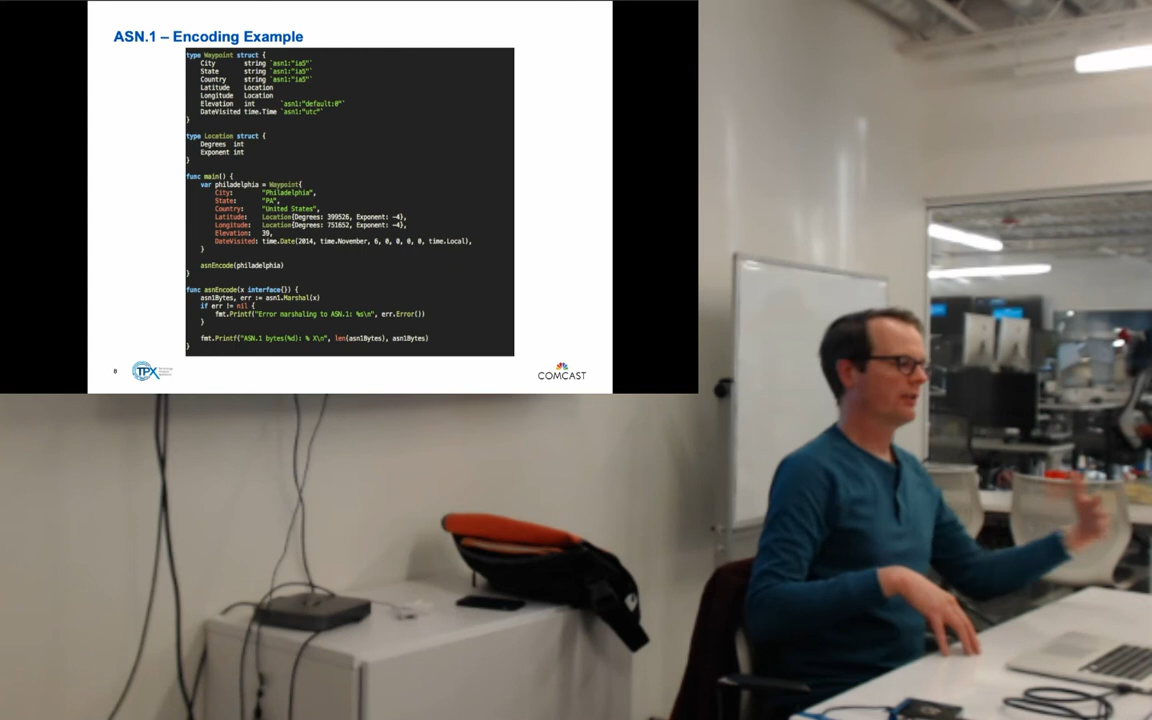 ASN.1 – Encoding Example
type Waypoint struct {
City string `asn1:"ia5"`
State string `asn1:"ia5"`
Country string `asn1:"ia5"`
Latitude Location
Longitude Location
Elevation int `asn1:"default:0"`
DateVisited time.Time `asn1:"utc"`
}
type Location struct {
Degrees int
Exponent int
}
func main() {
var philadelphia = Waypoint{
City: "Philadelphia",
State: "PA",
Country: "United States",
Latitude: Location{Degrees: 399526, Exponent: -4},
Longitude: Location{Degrees: 751652, Exponent: -4},
Elevation: 39,
DateVisited: time.Date(2014, time.November, 6, 0, 0, 0, 0, time.Local),
}
asnEncode(philadelphia)
}
func asnEncode(x interface{}) {
asn1Bytes, err := asn1.Marshal(x)
if err != nil {
fmt.Printf("Error marshaling to ASN.1: %s\n", err.Error())
}
fmt.Printf("ASN.1 bytes(%d): % X\n", len(asn1Bytes), asn1Bytes)
}
8
TPX
COMCAST